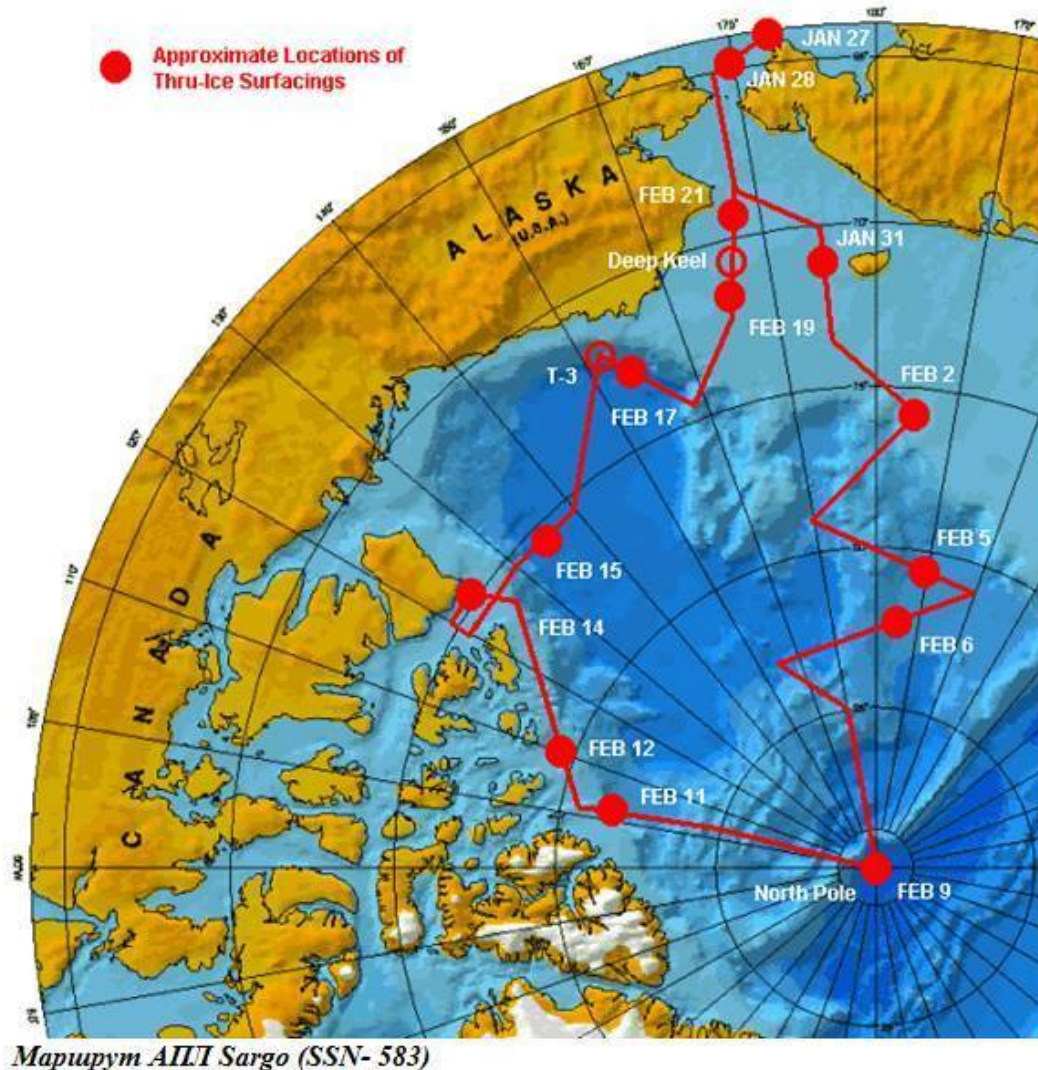 Approximate Locations of
Thru-Ice Surfacings
JAN 27
JAN 28
ALASKA
(U.S.A.)
FEB 21
JAN 31
Deep Keel
FEB 19
T-3
FEB 17
FEB 2
FEB 5
FEB 15
FEB 14
FEB 6
CANADA
FEB 12
FEB 11
North Pole
FEB 9
Маршрут АПЛ Sargo (SSN- 583)